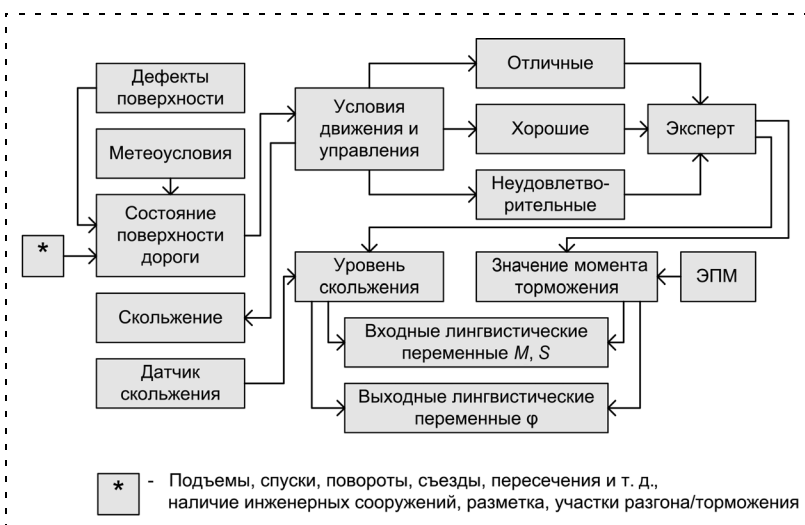 Дефекты
поверхности
Метеоусловия
Состояние
поверхности
дороги
*
Скольжение
Датчик
скольжения
Условия
движения и
управления
Отличные
Хорошие
Неудовлетво-
рительные
Эксперт
Уровень
скольжения
Значение момента
торможения
ЭПМ
Входные лингвистические
переменные M, S
Выходные лингвистические
переменные φ
* - Подъемы, спуски, повороты, съезды, пересечения и т. д.,
наличие инженерных сооружений, разметка, участки разгона/торможения